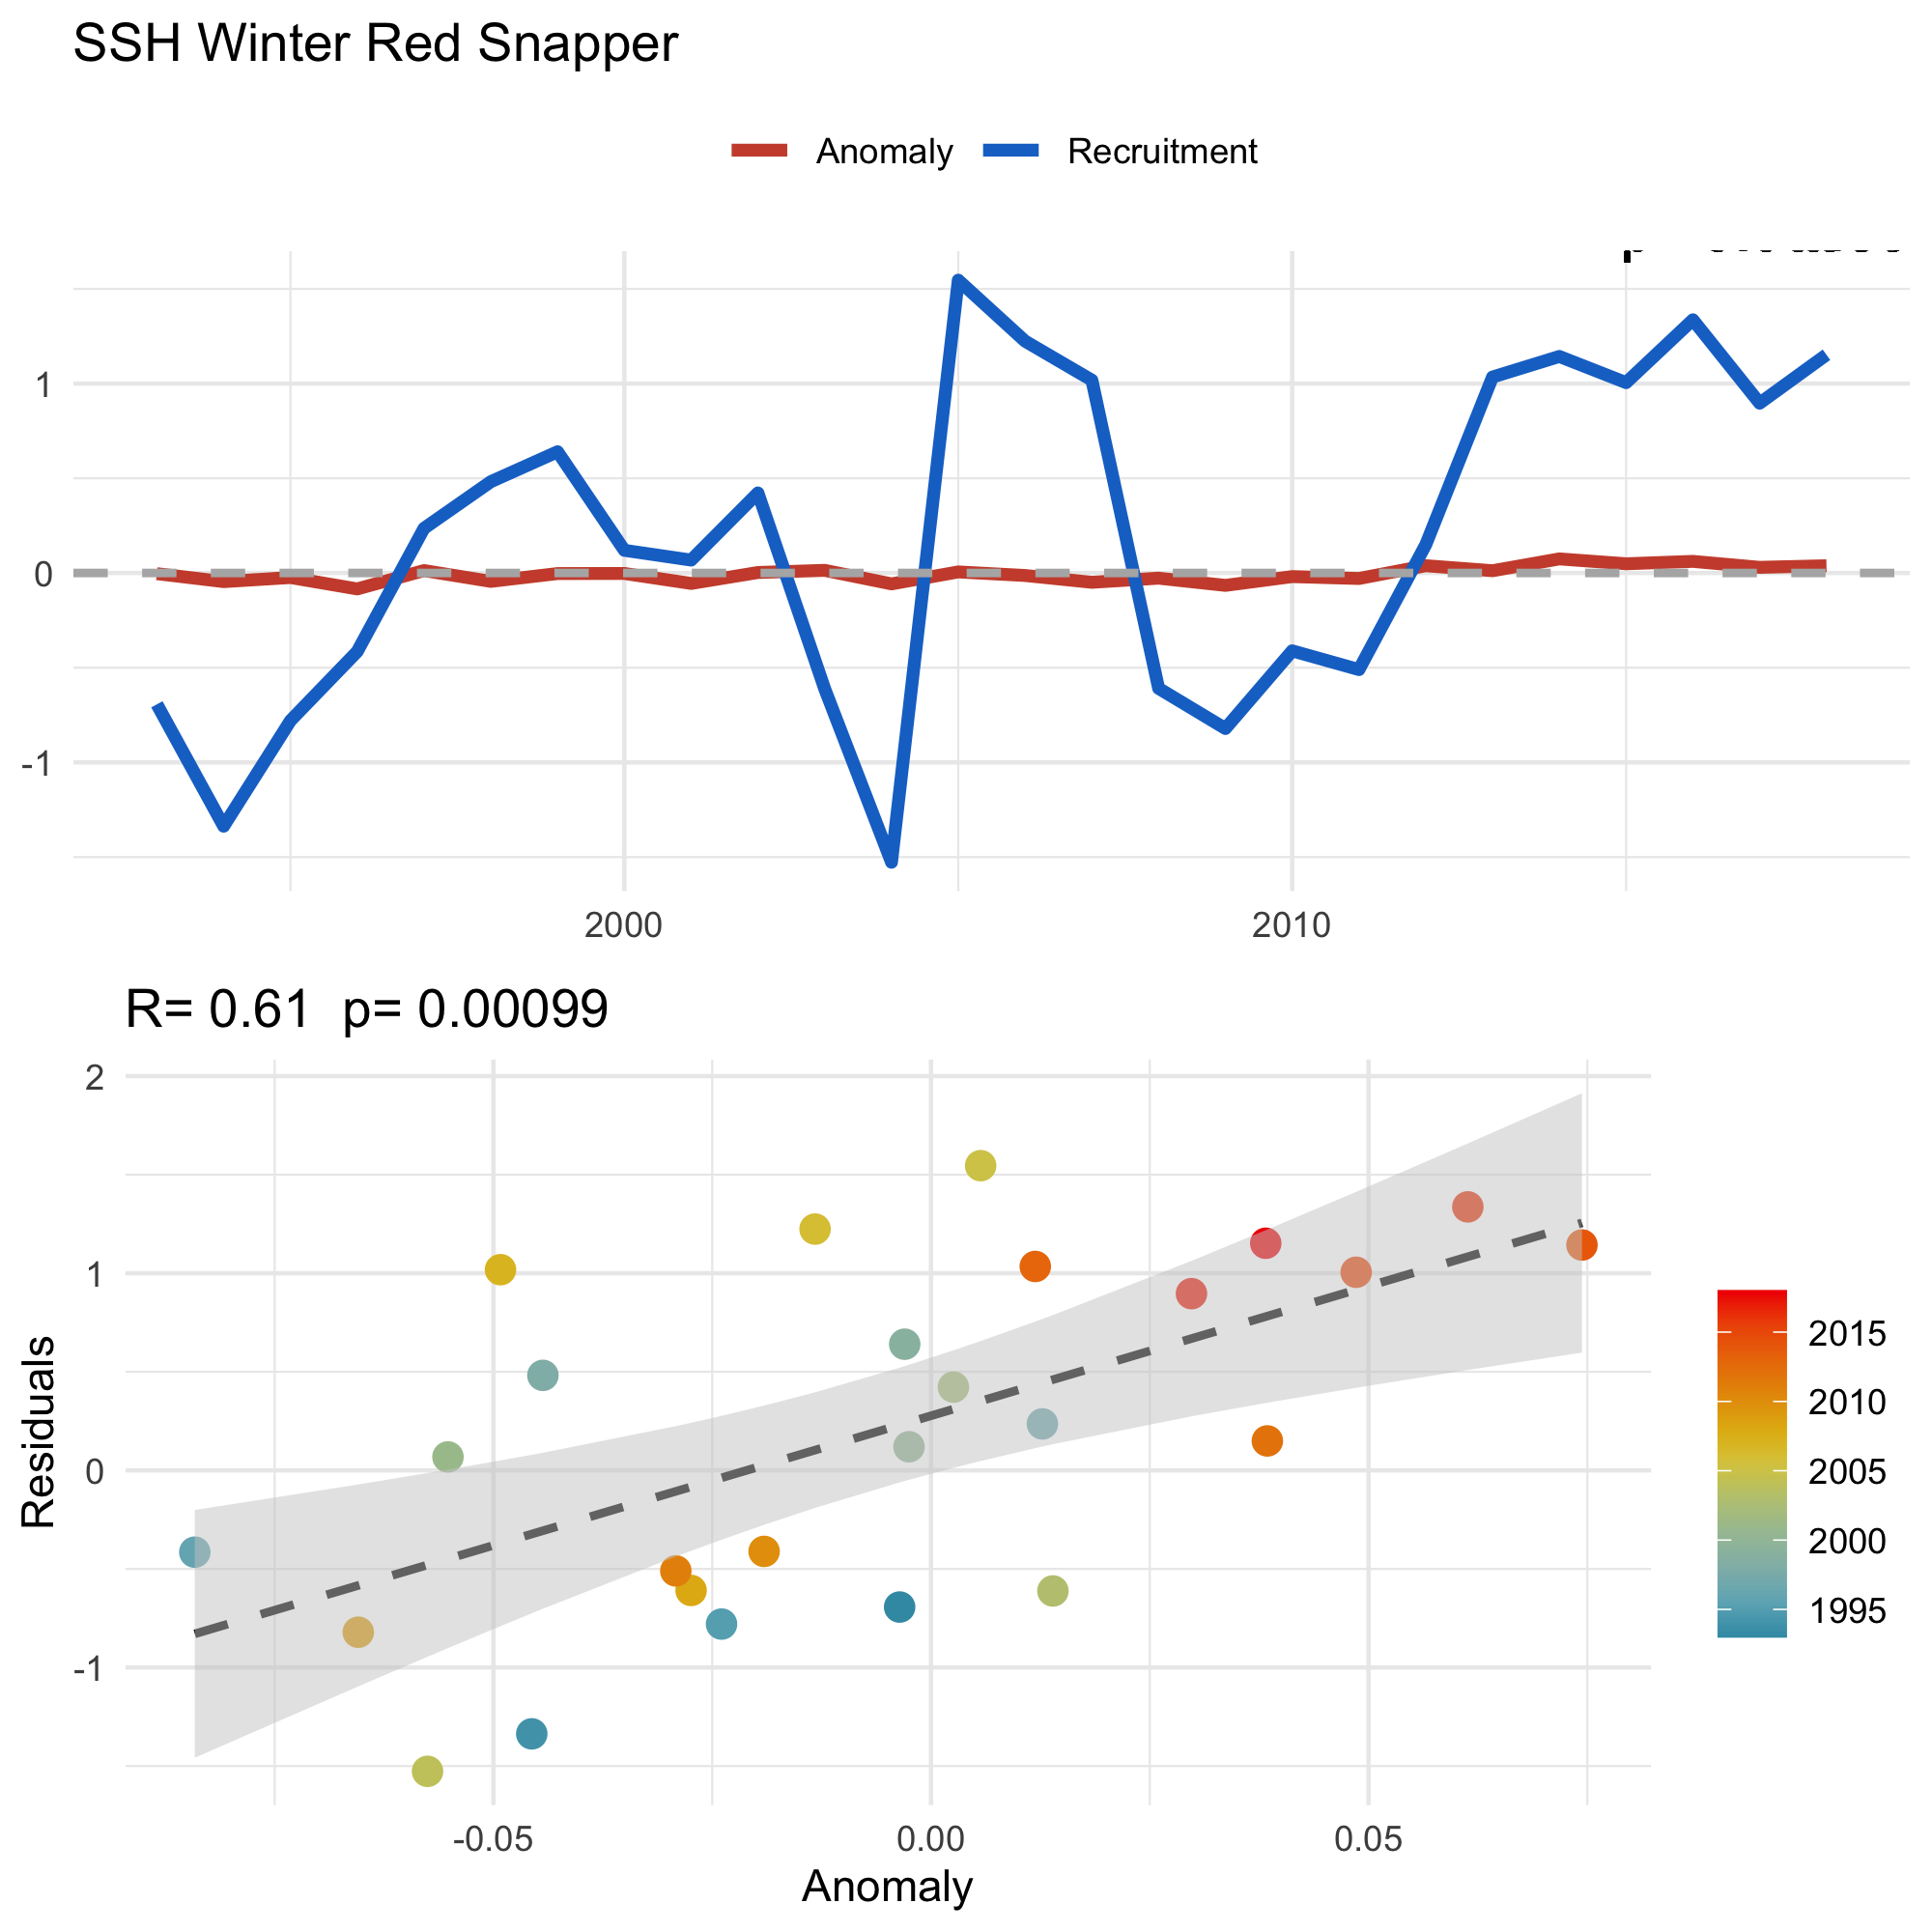 SSH Winter Red Snapper
Anomaly Recruitment
1
0
-1
2000 2010
R= 0.61 p= 0.00099
2
1
0
-1
Residuals
-0.05 0.00 0.05
Anomaly
2015
2010
2005
2000
1995